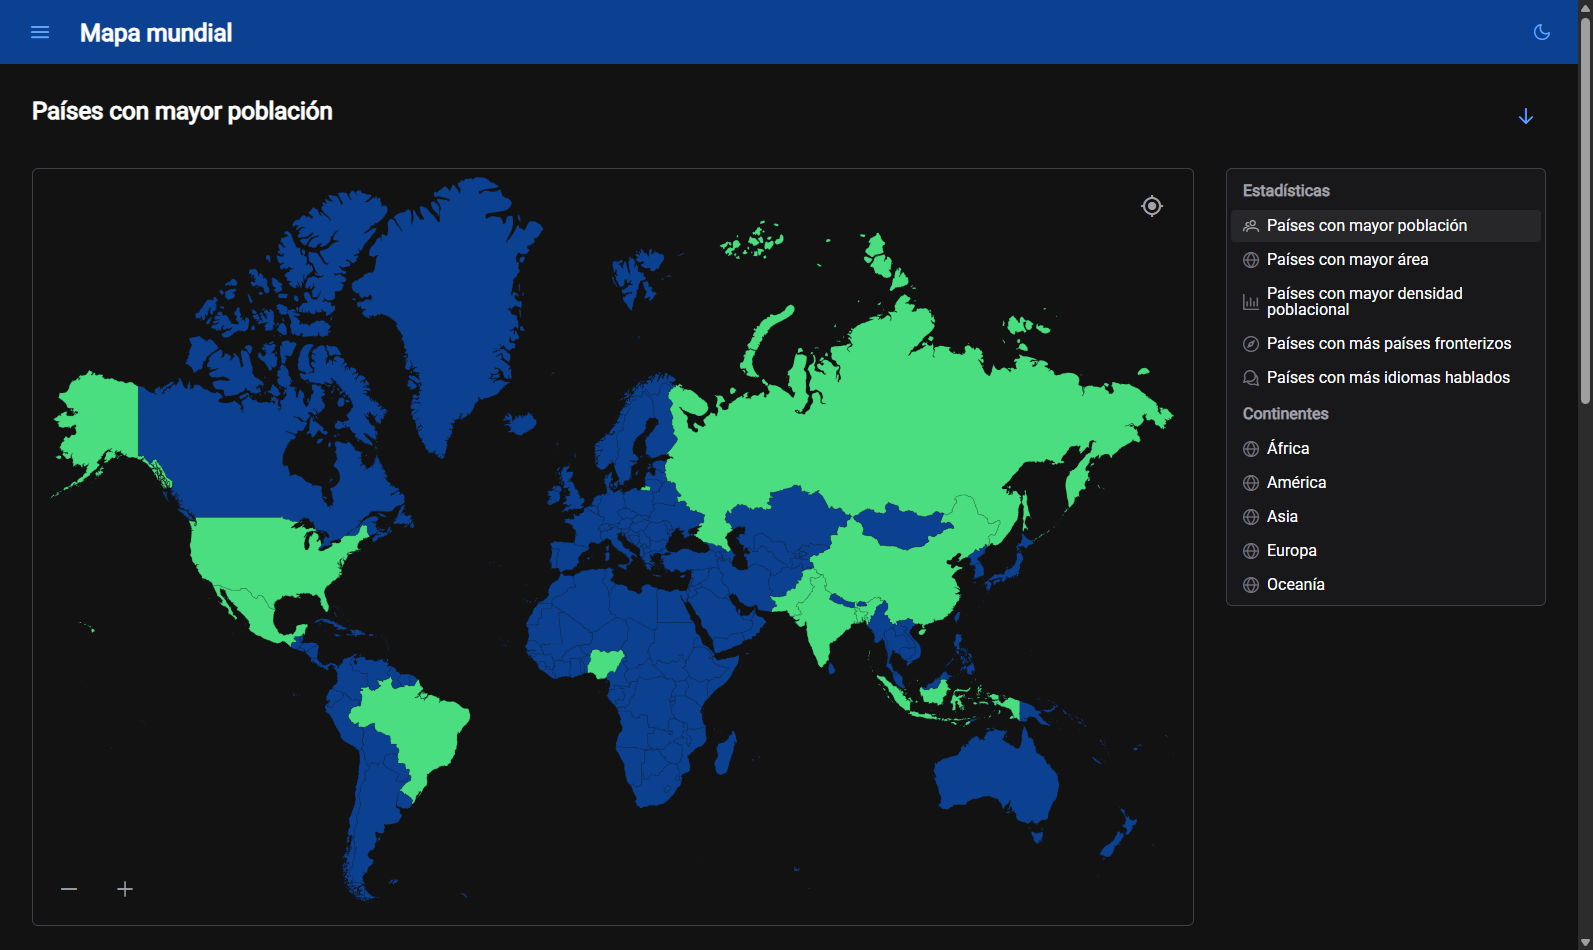 Mapa mundial
Países con mayor población
Estadísticas
Países con mayor población
Países con mayor área
Países con mayor densidad
poblacional
Países con más países fronterizos
Países con más idiomas hablados
Continentes
África
América
Asia
Europa
Oceanía